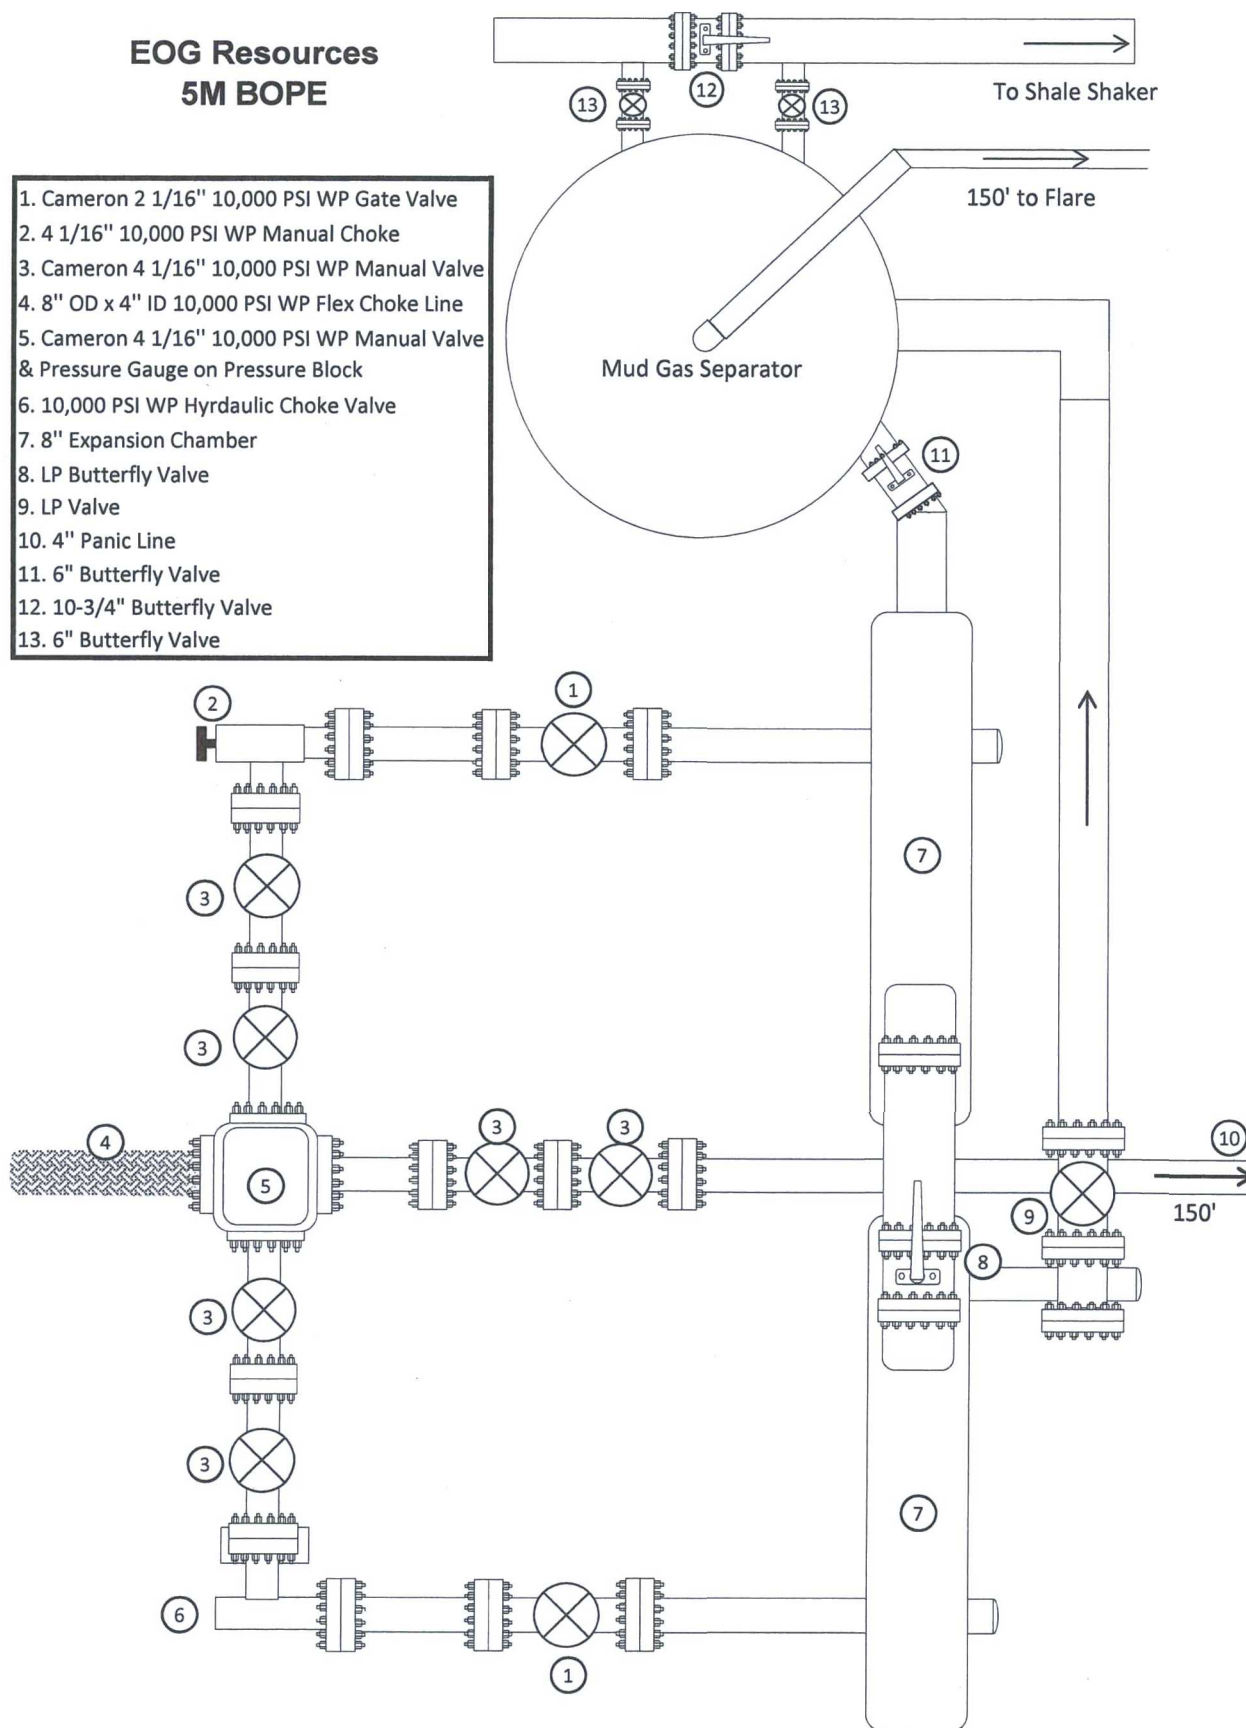 EOG Resources
5M BOPE
12
13
13
To Shale Shaker
150' to Flare
1. Cameron 2 1/16" 10,000 PSI WP Gate Valve
2. 4 1/16" 10,000 PSI WP Manual Choke
3. Cameron 4 1/16" 10,000 PSI WP Manual Valve
4. 8" OD x 4" ID 10,000 PSI WP Flex Choke Line
5. Cameron 4 1/16" 10,000 PSI WP Manual Valve
& Pressure Gauge on Pressure Block
6. 10,000 PSI WP Hyrdaulic Choke Valve
7. 8" Expansion Chamber
8. LP Butterfly Valve
9. LP Valve
10. 4" Panic Line
11. 6" Butterfly Valve
12. 10-3/4" Butterfly Valve
13. 6" Butterfly Valve
Mud Gas Separator
11
2
1
7
3
3
4
3
3
10
5
150'
9
8
3
3
7
6
1